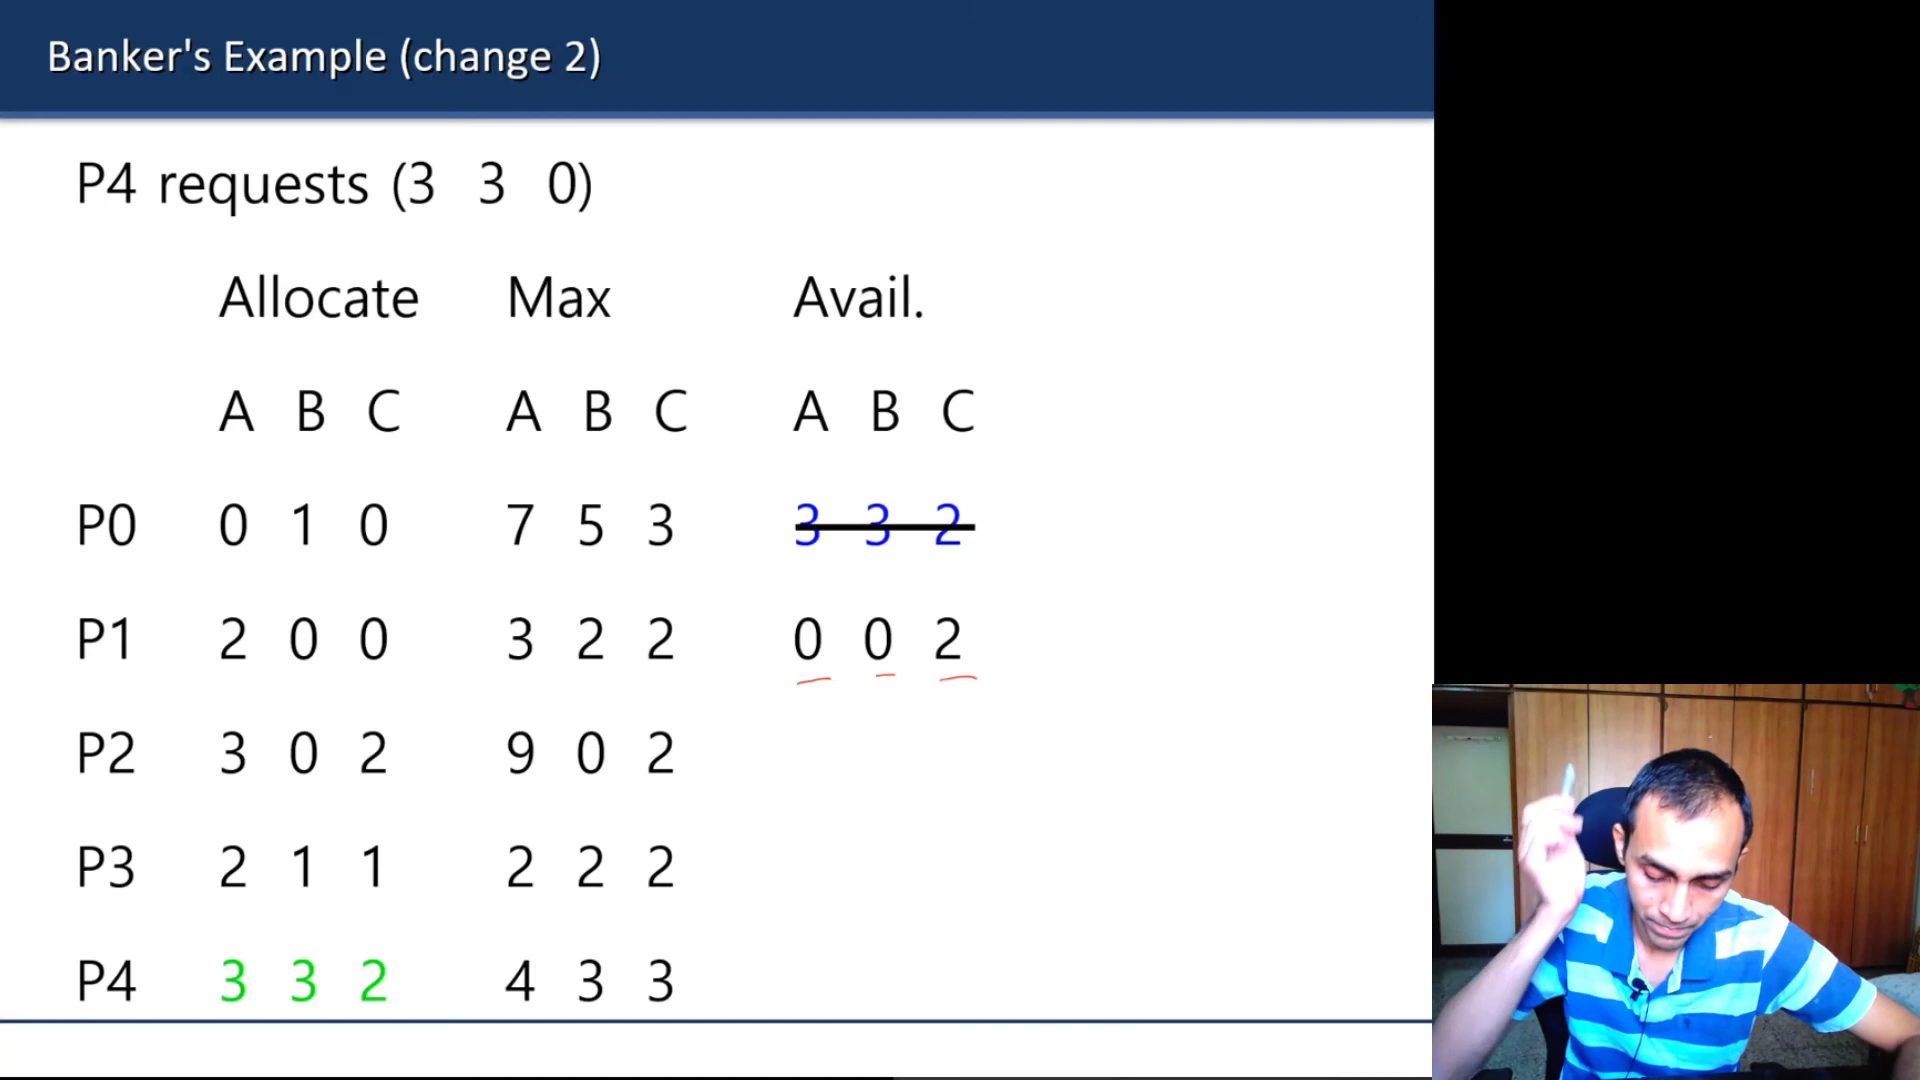 Banker's Example (change 2)
P4 requests (3 3 0)
Allocate Max Avail.
A B C A B C A B C
P0 0 1 0 7 5 3 3 3 2
P1 2 0 0 3 2 2 0 0 2
P2 3 0 2 9 0 2
P3 2 1 1 2 2 2
P4 3 3 2 4 3 3